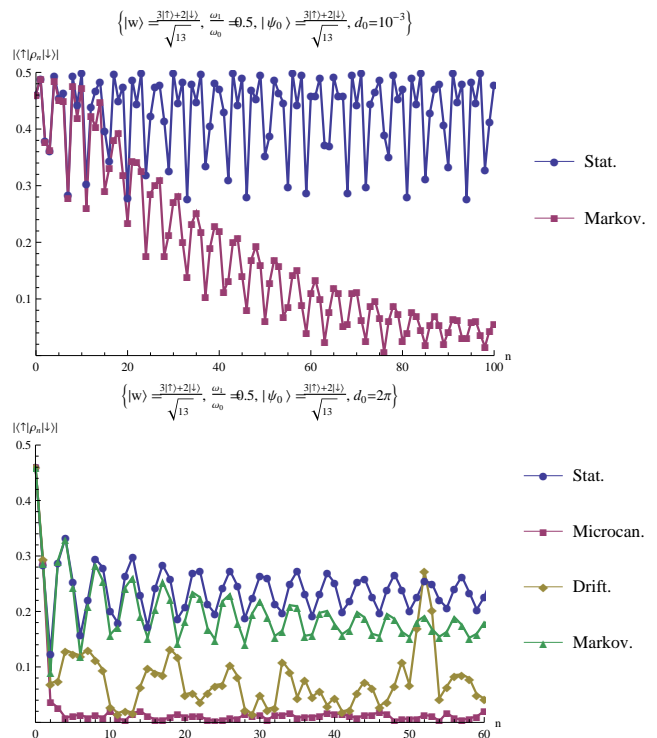 {|w⟩ = 3|↑⟩+2|↓⟩/√13, ω₁/ω₀ = 0.5, |ψ₀⟩ = 3|↑⟩+2|↓⟩/√13, d₀=10⁻³}
|⟨↑|ρₙ|↓⟩|
0.5
0.4
0.3
0.2
0.1
0 20 40 60 80 100
n
Stat.
Markov.
{|w⟩ = 3|↑⟩+2|↓⟩/√13, ω₁/ω₀ = 0.5, |ψ₀⟩ = 3|↑⟩+2|↓⟩/√13, d₀=2π}
|⟨↑|ρₙ|↓⟩|
0.5
0.4
0.3
0.2
0.1
0 10 20 30 40 50 60
n
Stat.
Microcan.
Drift.
Markov.